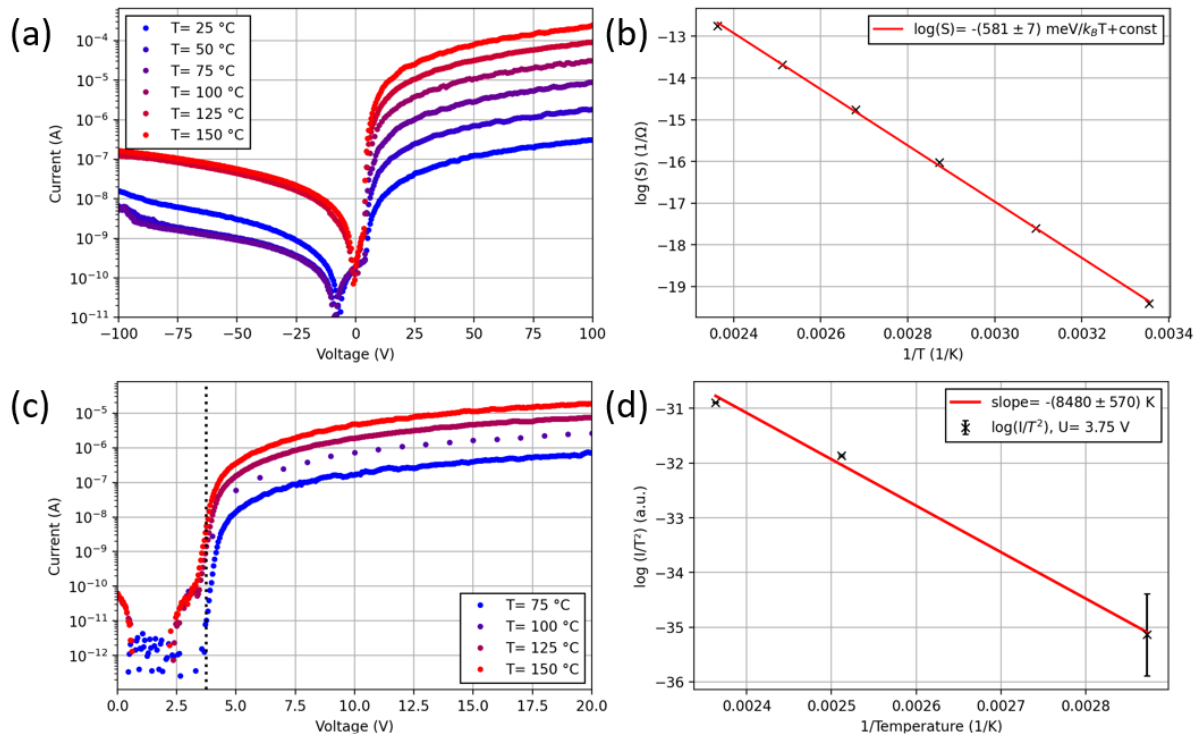 (a)
T= 25 °C
T= 50 °C
T= 75 °C
T= 100 °C
T= 125 °C
T= 150 °C
10⁻⁴
10⁻⁵
10⁻⁶
10⁻⁷
10⁻⁸
10⁻⁹
10⁻¹⁰
10⁻¹¹
Current (A)
−100 −75 −50 −25 0 25 50 75 100
Voltage (V)
(b)
log(S)= -(581 ± 7) meV/k_BT+const
−13
−14
−15
−16
−17
−18
−19
log(S) (1/Ω)
0.0024 0.0026 0.0028 0.0030 0.0032 0.0034
1/T (1/K)
(c)
10⁻⁵
10⁻⁶
10⁻⁷
10⁻⁸
10⁻⁹
10⁻¹⁰
10⁻¹¹
10⁻¹²
Current (A)
T= 75 °C
T= 100 °C
T= 125 °C
T= 150 °C
0.0 2.5 5.0 7.5 10.0 12.5 15.0 17.5 20.0
Voltage (V)
(d)
slope= -(8480 ± 570) K
log(I/T²), U= 3.75 V
−31
−32
−33
−34
−35
−36
log (I/T²) (a.u.)
0.0024 0.0025 0.0026 0.0027 0.0028
1/Temperature (1/K)